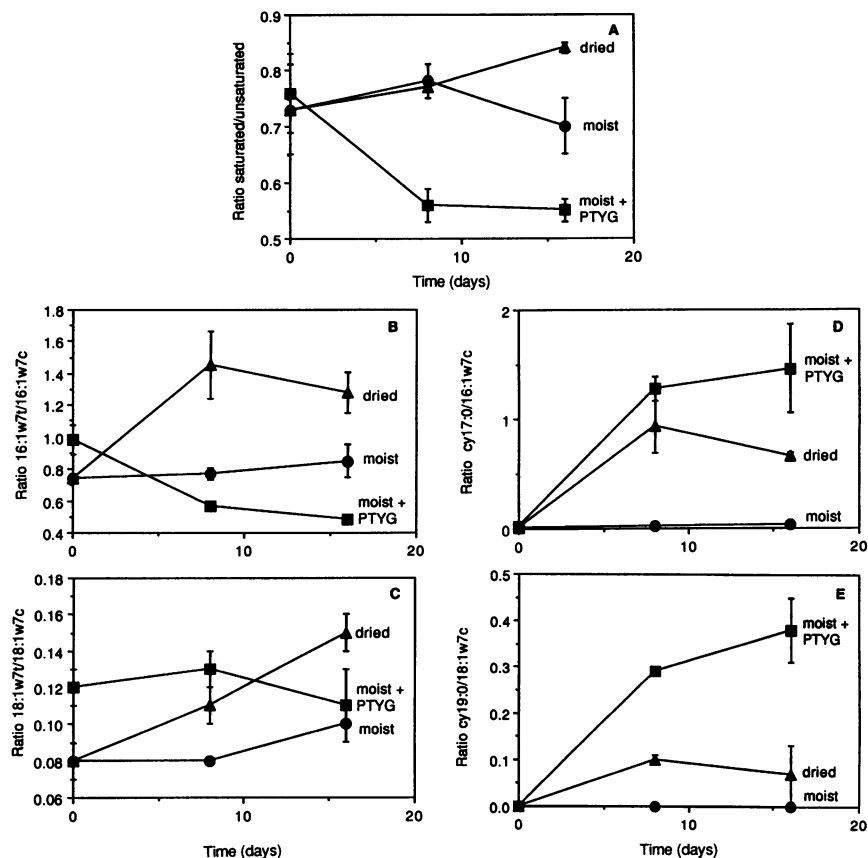 A
Ratio saturated/unsaturated
0.9
0.8
0.7
0.6
0.5
dried
moist
moist +
PTYG
0
10
20
Time (days)
B
Ratio 16:1w7t/16:1w7c
1.8
1.6
1.4
1.2
1.0
0.8
0.6
0.4
dried
moist
moist +
PTYG
0
10
20
D
Ratio cy17:0/16:1w7c
2
1
0
moist +
PTYG
dried
moist
0
10
20
C
Ratio 18:1w7t/18:1w7c
0.18
0.16
0.14
0.12
0.10
0.08
0.06
dried
moist +
PTYG
moist
0
10
20
Time (days)
E
Ratio cy19:0/18:1w7c
0.5
0.4
0.3
0.2
0.1
0.0
moist +
PTYG
dried
moist
0
10
20
Time (days)